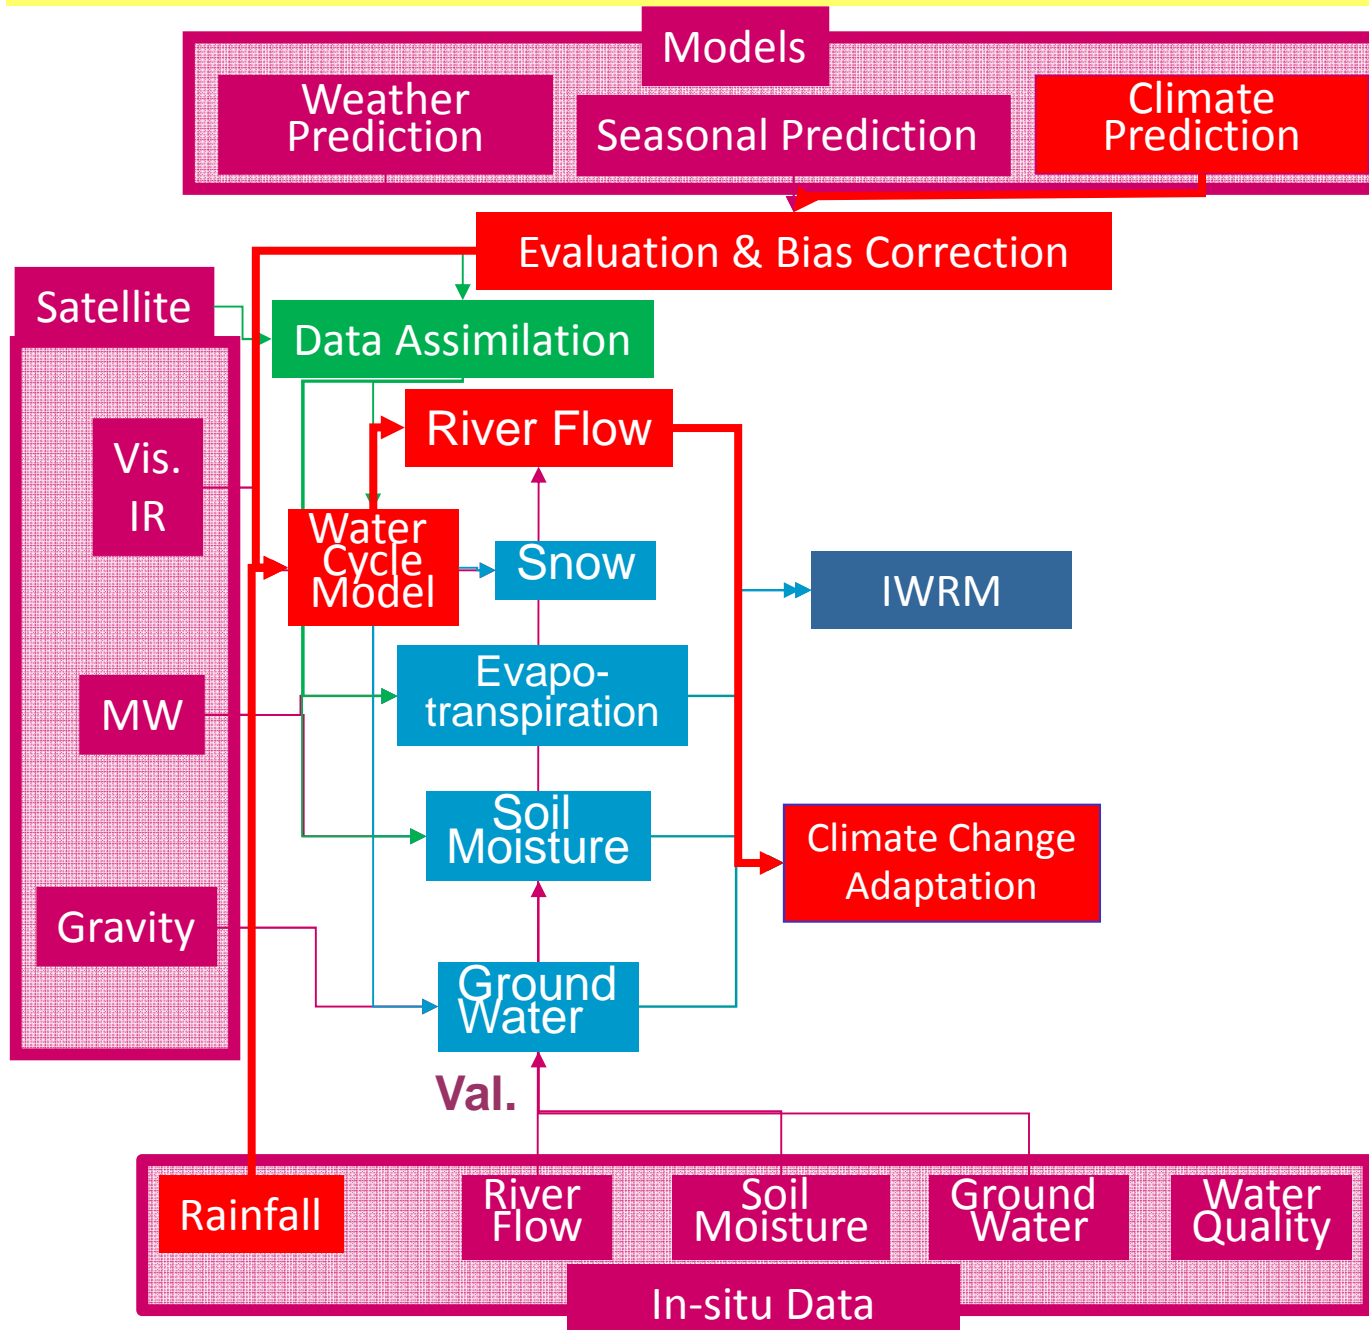 Models
Weather
Prediction
Seasonal Prediction
Climate
Prediction
Evaluation & Bias Correction
Satellite
Data Assimilation
River Flow
Vis.
IR
Water
Cycle
Model
Snow
IWRM
Evapo-
transpiration
MW
Soil
Moisture
Climate Change
Adaptation
Gravity
Ground
Water
Val.
Rainfall
River
Flow
Soil
Moisture
Ground
Water
Water
Quality
In-situ Data